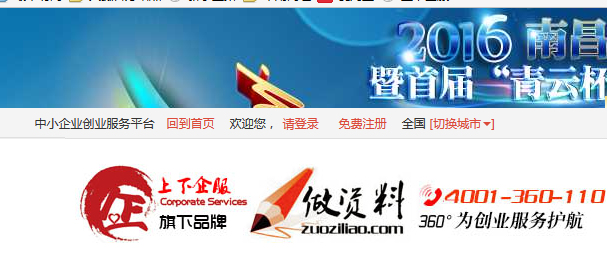 2016 南昌
暨首届“青云杯
中小企业创业服务平台 回到首页 欢迎您， 请登录 免费注册 全国 [切换城市]
企
上下企服
Corporate Services
旗下品牌
做资料
zuoziliao.com
4001-360-110
360°为创业服务护航